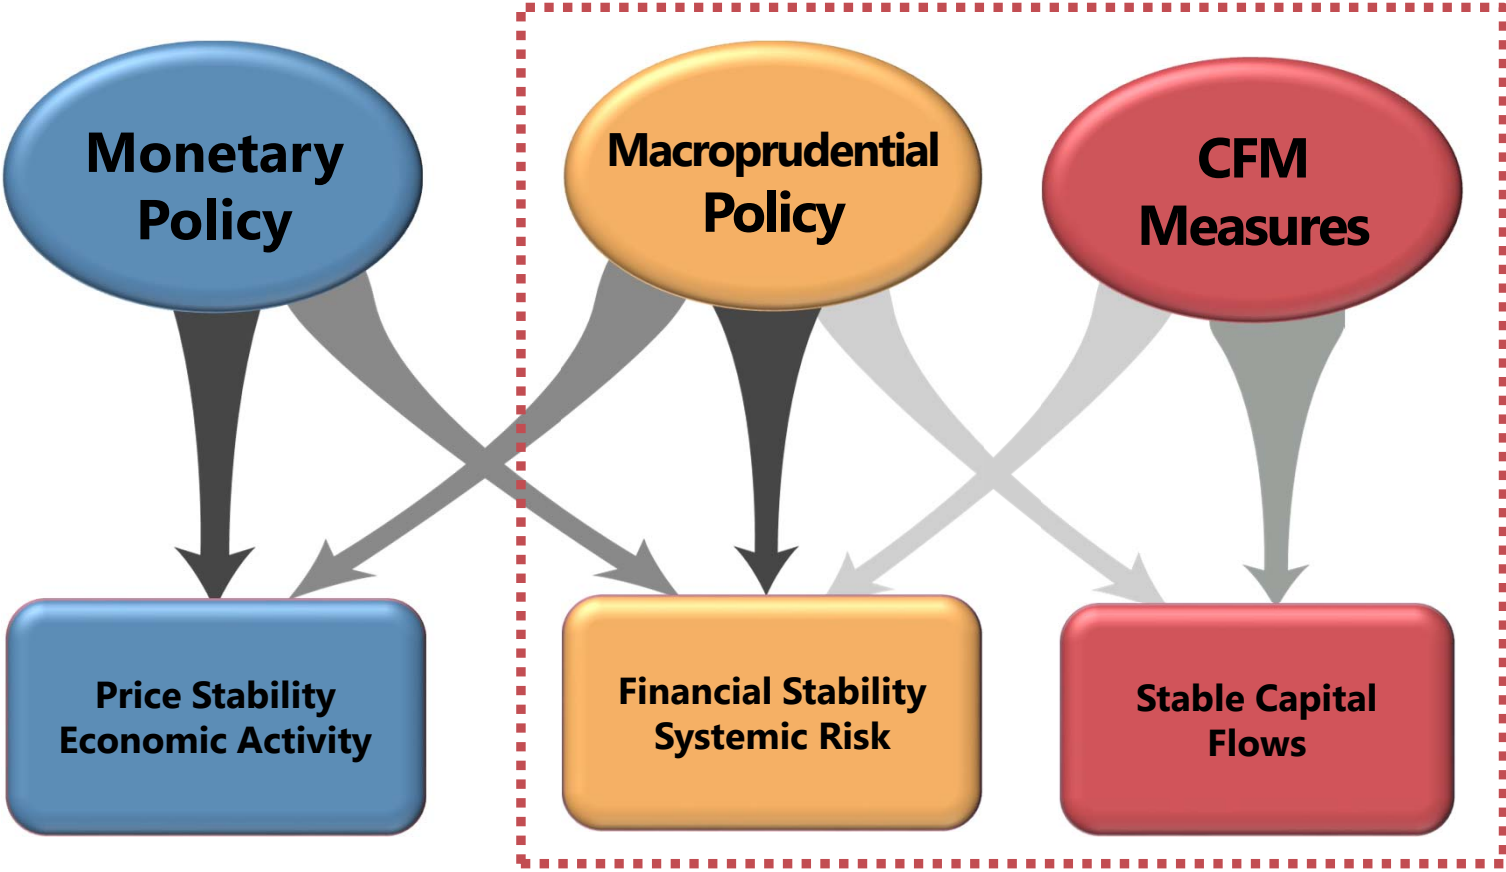 Monetary
Policy
Macroprudential
Policy
CFM
Measures
Price Stability
Economic Activity
Financial Stability
Systemic Risk
Stable Capital
Flows